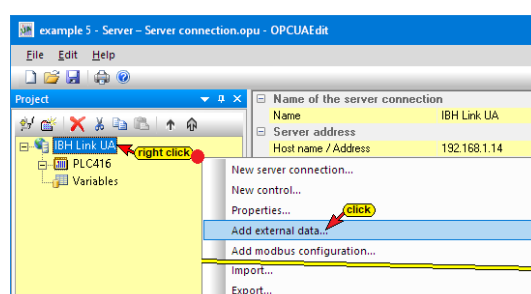 example 5 - Server – Server connection.opu - OPCUAEdit
File Edit Help
Project
Name of the server connection
Name IBH Link UA
Server address
Host name / Address 192.168.1.14
IBH Link UA
right click
PLC416
Variables
New server connection...
New control...
Properties...
click
Add external data...
Add modbus configuration...
Import...
Export...